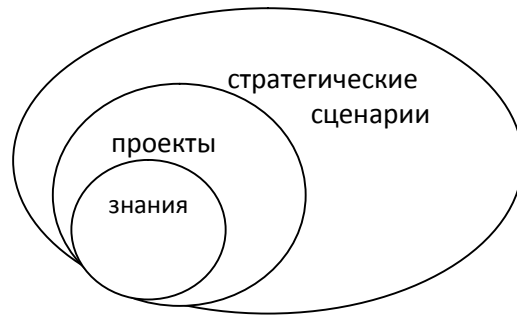 стратегические
сценарии
проекты
знания